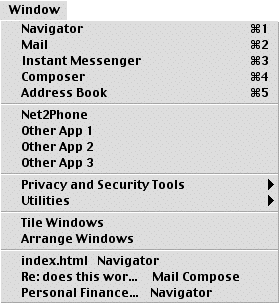 Window
Navigator ⌘1
Mail ⌘2
Instant Messenger ⌘3
Composer ⌘4
Address Book ⌘5
Net2Phone
Other App 1
Other App 2
Other App 3
Privacy and Security Tools
Utilities
Tile Windows
Arrange Windows
index.html Navigator
Re: does this wor... Mail Compose
Personal Finance... Navigator